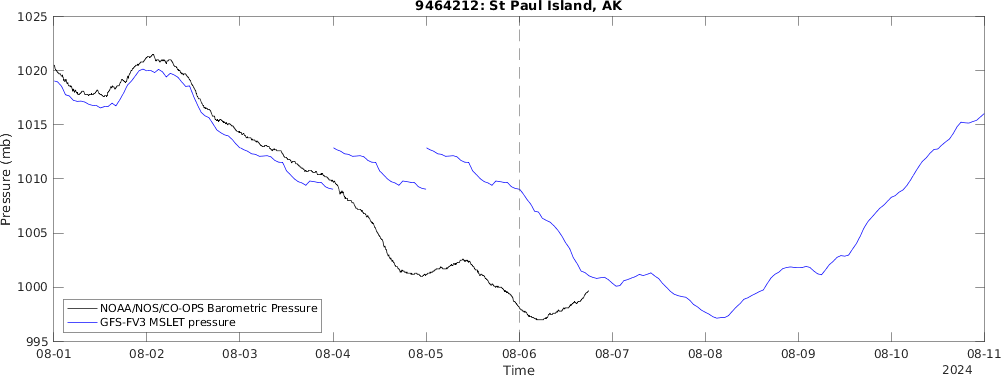 9464212: St Paul Island, AK
1025
1020
1015
1010
1005
1000
995
Pressure (mb)
NOAA/NOS/CO-OPS Barometric Pressure
GFS-FV3 MSLET pressure
08-01 08-02 08-03 08-04 08-05 08-06 08-07 08-08 08-09 08-10 08-11
Time
2024